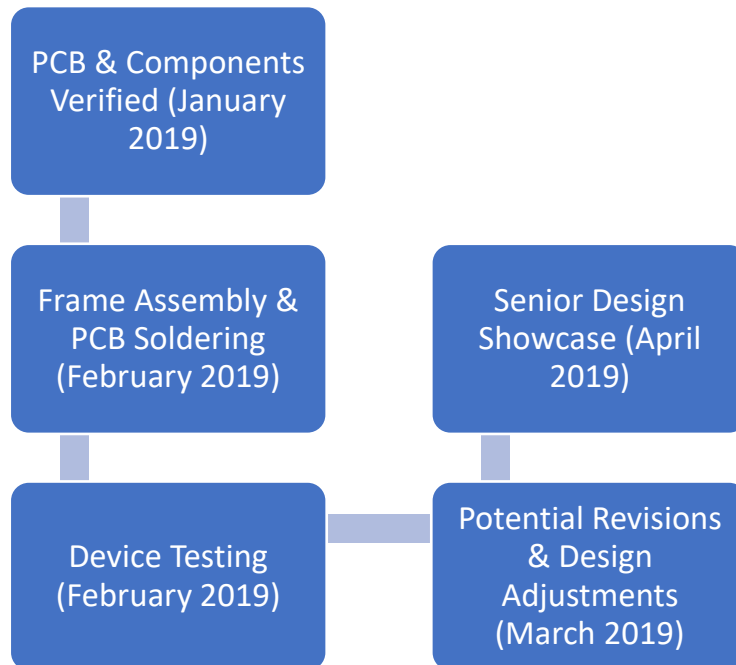 PCB & Components
Verified (January
2019)
Frame Assembly &
PCB Soldering
(February 2019)
Device Testing
(February 2019)
Potential Revisions
& Design
Adjustments
(March 2019)
Senior Design
Showcase (April
2019)